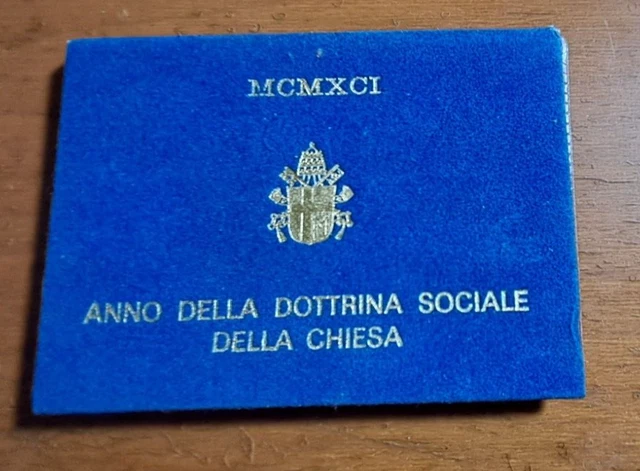 MCMXCI
ANNO DELLA DOTTRINA SOCIALE
DELLA CHIESA